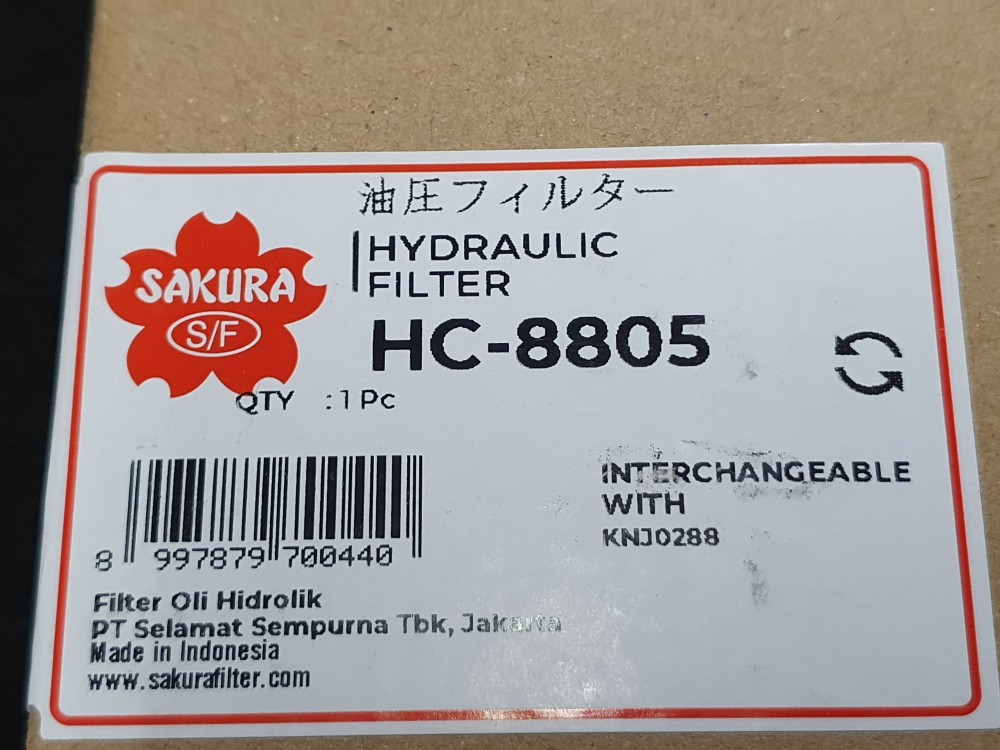 油圧フィルター
HYDRAULIC
FILTER
SAKURA
S/F
HC-8805
QTY : 1 Pc
INTERCHANGEABLE
WITH
KNJ0288
8 997879 700440
Filter Oli Hidrolik
PT Selamat Sempurna Tbk, Jakarta
Made in Indonesia
www.sakurafilter.com